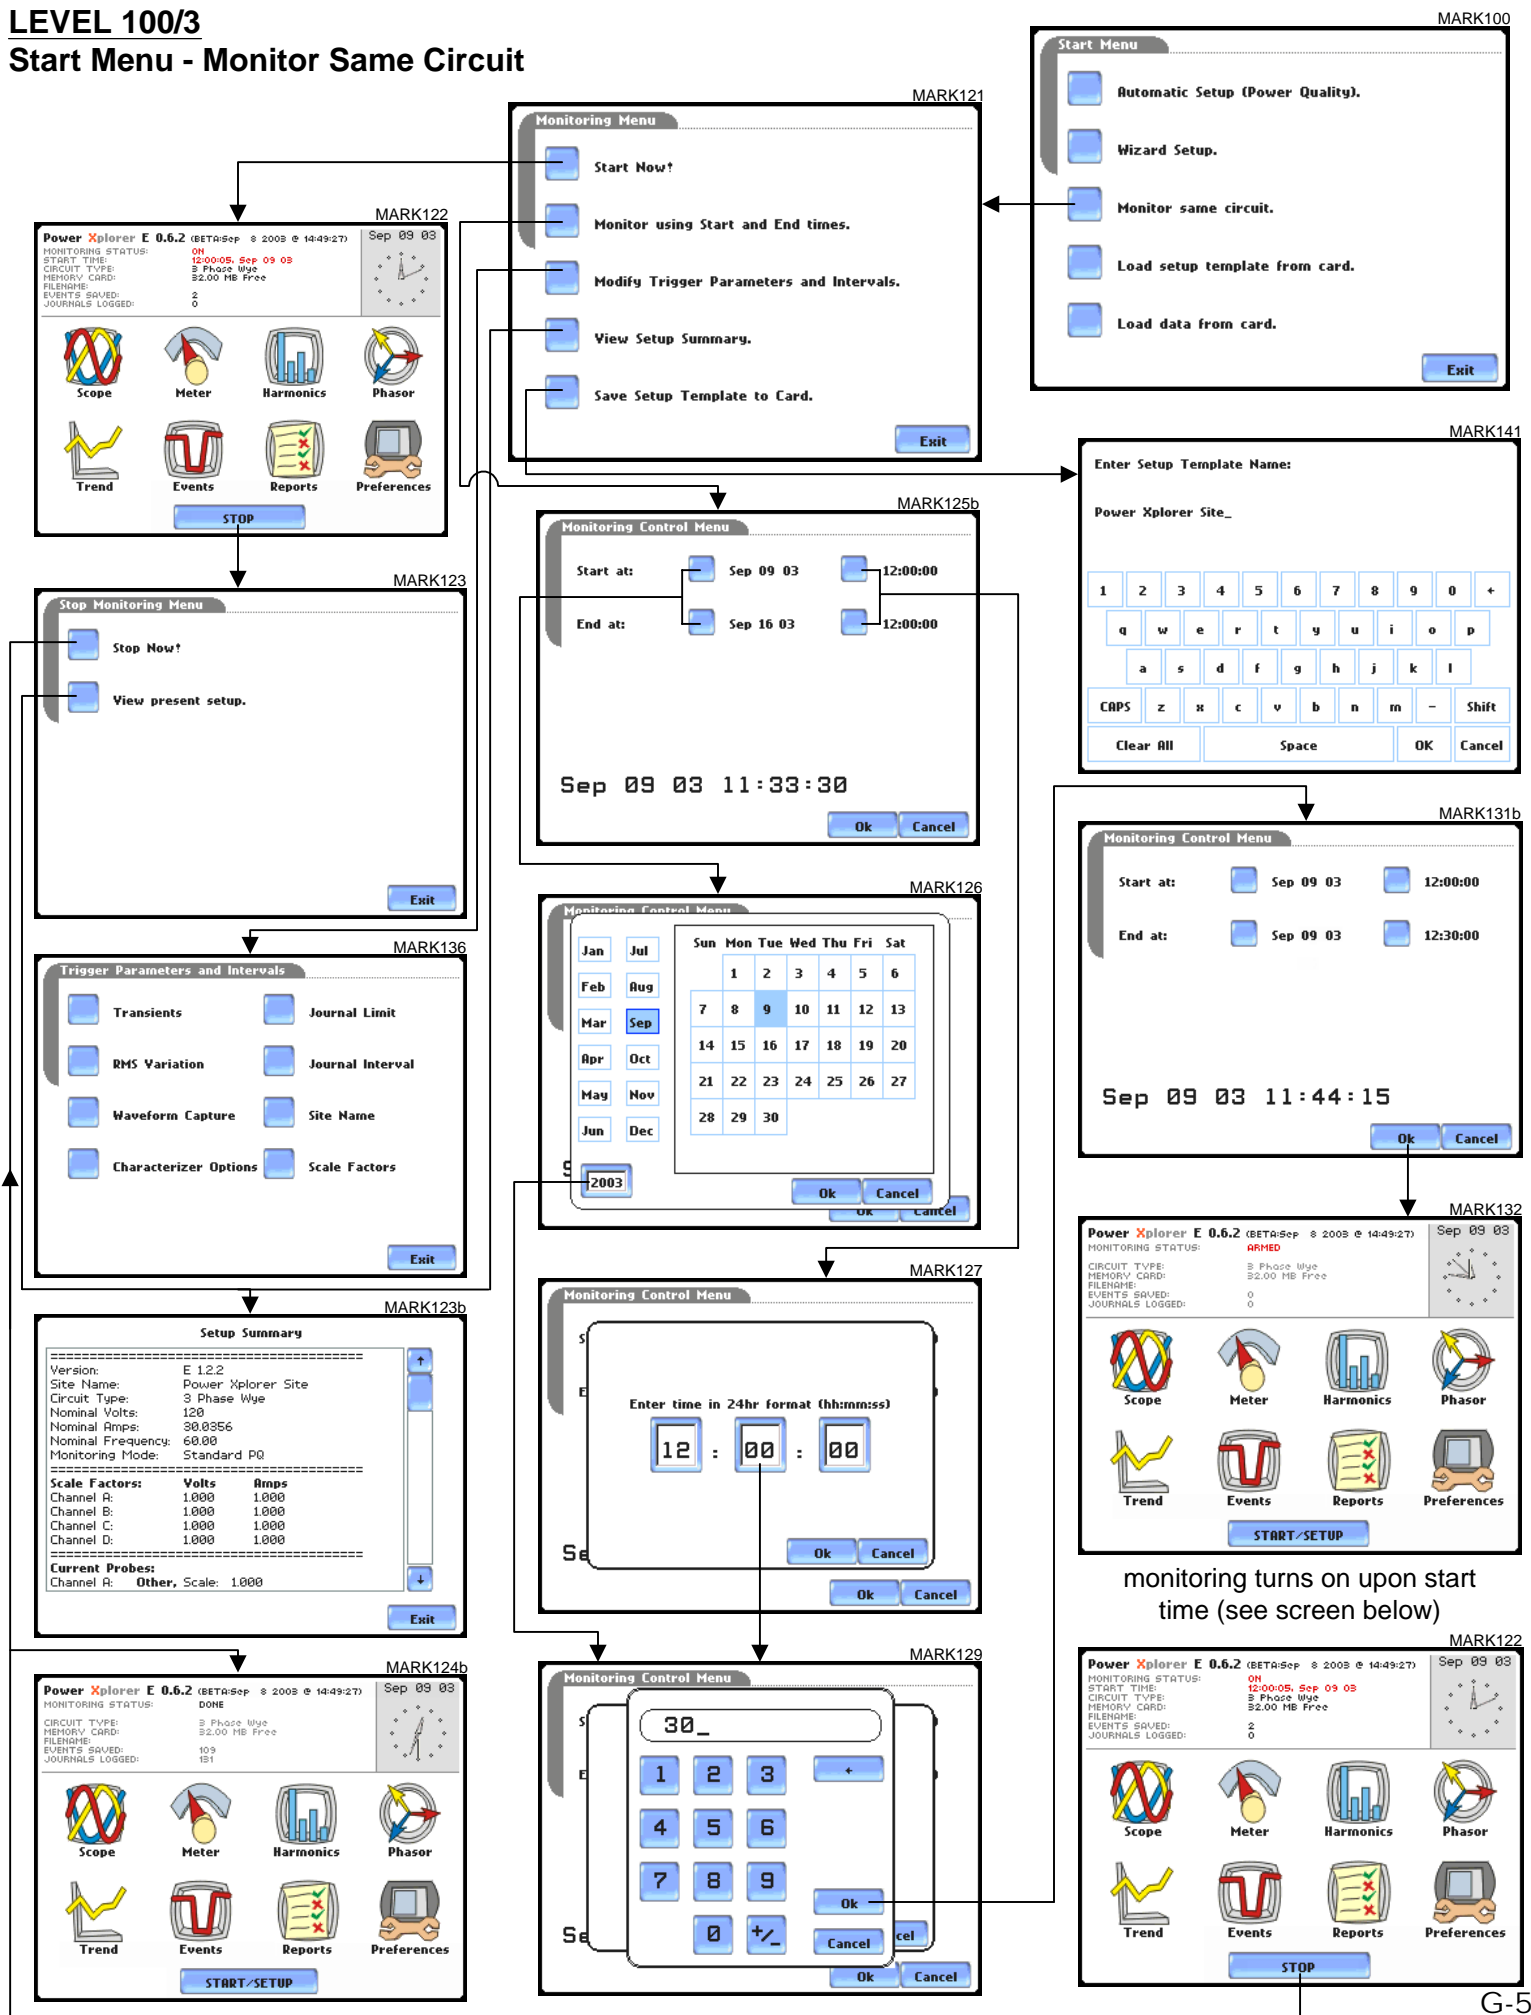 LEVEL 100/3
Start Menu - Monitor Same Circuit
MARK100
Start Menu
Automatic Setup (Power Quality).
Wizard Setup.
Monitor same circuit.
Load setup template from card.
Load data from card.
Exit
MARK121
Monitoring Menu
Start Now!
Monitor using Start and End times.
Modify Trigger Parameters and Intervals.
View Setup Summary.
Save Setup Template to Card.
Exit
MARK122
Power Xplorer E 0.6.2 (BETA:Sep 8 2003 @ 14:49:27)
Sep 09 03
MONITORING STATUS: ON
START TIME: 12:00:05, Sep 09 03
CIRCUIT TYPE: 3 Phase Wye
MEMORY CARD: 32.00 MB Free
FILENAME:
EVENTS SAVED: 2
JOURNALS LOGGED: 0
Scope Meter Harmonics Phasor
Trend Events Reports Preferences
STOP
MARK141
Enter Setup Template Name:
Power Xplorer Site_
1 2 3 4 5 6 7 8 9 0 ←
q w e r t y u i o p
a s d f g h j k l
CAPS z x c v b n m - Shift
Clear All Space OK Cancel
MARK125b
Monitoring Control Menu
Start at: Sep 09 03 12:00:00
End at: Sep 16 03 12:00:00
Sep 09 03 11:33:30
Ok Cancel
MARK123
Stop Monitoring Menu
Stop Now!
View present setup.
Exit
MARK131b
Monitoring Control Menu
Start at: Sep 09 03 12:00:00
End at: Sep 09 03 12:30:00
Sep 09 03 11:44:15
Ok Cancel
MARK126
Monitoring Control Menu
Jan Jul
Feb Aug
Mar Sep
Apr Oct
May Nov
Jun Dec
2003
Sun Mon Tue Wed Thu Fri Sat
1 2 3 4 5 6
7 8 9 10 11 12 13
14 15 16 17 18 19 20
21 22 23 24 25 26 27
28 29 30
Ok Cancel
Ok Cancel
MARK136
Trigger Parameters and Intervals
Transients Journal Limit
RMS Variation Journal Interval
Waveform Capture Site Name
Characterizer Options Scale Factors
Exit
MARK132
Power Xplorer E 0.6.2 (BETA:Sep 8 2003 @ 14:49:27)
Sep 09 03
MONITORING STATUS: ARMED
CIRCUIT TYPE: 3 Phase Wye
MEMORY CARD: 32.00 MB Free
FILENAME:
EVENTS SAVED: 0
JOURNALS LOGGED: 0
Scope Meter Harmonics Phasor
Trend Events Reports Preferences
START/SETUP
monitoring turns on upon start
time (see screen below)
MARK127
Monitoring Control Menu
Enter time in 24hr format (hh:mm:ss)
12 : 00 : 00
Ok Cancel
Ok Cancel
MARK123b
Setup Summary
========================================
Version: E 1.2.2
Site Name: Power Xplorer Site
Circuit Type: 3 Phase Wye
Nominal Volts: 120
Nominal Amps: 30.0356
Nominal Frequency: 60.00
Monitoring Mode: Standard PQ
========================================
Scale Factors: Volts Amps
Channel A: 1.000 1.000
Channel B: 1.000 1.000
Channel C: 1.000 1.000
Channel D: 1.000 1.000
========================================
Current Probes:
Channel A: Other, Scale: 1.000
Exit
MARK129
Monitoring Control Menu
30_
1 2 3 ←
4 5 6
7 8 9
0 +/_
Ok
Cancel
cel
Ok Cancel
MARK124b
Power Xplorer E 0.6.2 (BETA:Sep 8 2003 @ 14:49:27)
Sep 09 03
MONITORING STATUS: DONE
CIRCUIT TYPE: 3 Phase Wye
MEMORY CARD: 32.00 MB Free
FILENAME:
EVENTS SAVED: 109
JOURNALS LOGGED: 131
Scope Meter Harmonics Phasor
Trend Events Reports Preferences
START/SETUP
MARK122
Power Xplorer E 0.6.2 (BETA:Sep 8 2003 @ 14:49:27)
Sep 09 03
MONITORING STATUS: ON
START TIME: 12:00:05, Sep 09 03
CIRCUIT TYPE: 3 Phase Wye
MEMORY CARD: 32.00 MB Free
FILENAME:
EVENTS SAVED: 2
JOURNALS LOGGED: 0
Scope Meter Harmonics Phasor
Trend Events Reports Preferences
STOP
G-5